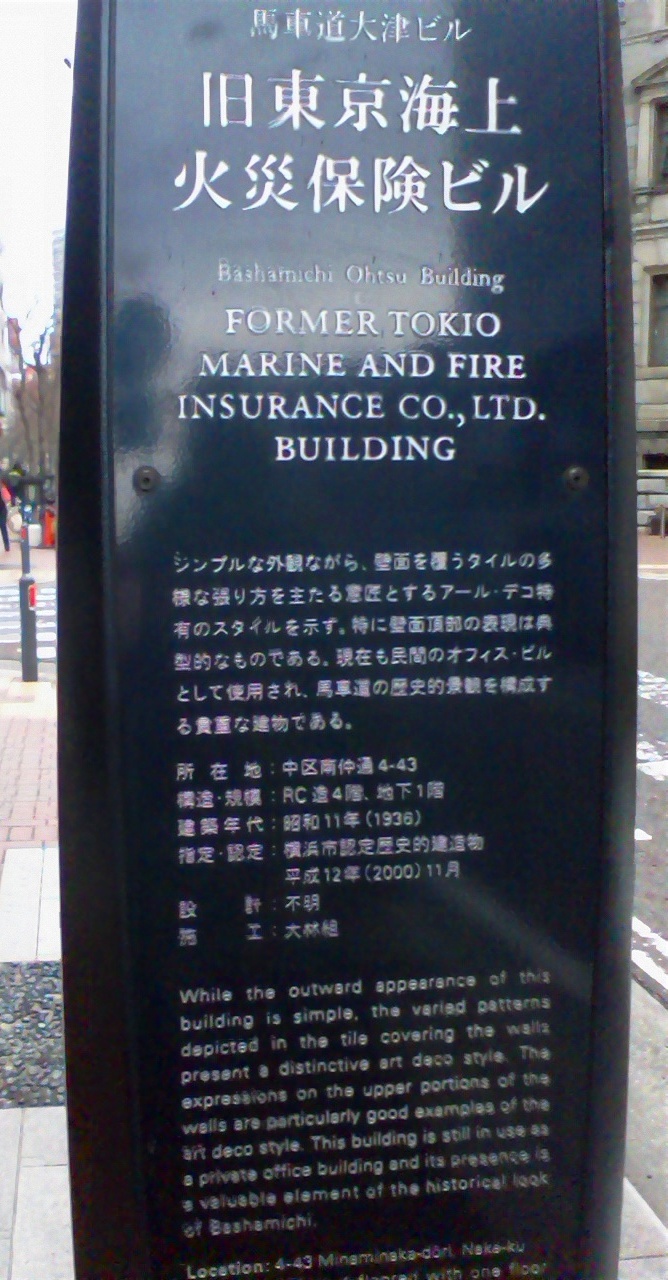 馬車道大津ビル
旧東京海上
火災保険ビル
Bashamichi Ohtsu Building
FORMER TOKIO
MARINE AND FIRE
INSURANCE CO., LTD.
BUILDING
シンプルな外観ながら、壁面を覆うタイルの多
様な張り方を主たる意匠とするアール・デコ特
有のスタイルを示す。特に壁面頂部の表現は典
型的なものである。現在も民間のオフィス・ビル
として使用され、馬車道の歴史的景観を構成す
る貴重な建物である。
所在地：中区南仲通4-43
構造・規模：RC造4階、地下1階
建築年代：昭和11年(1936)
指定・認定：横浜市認定歴史的建造物
平成12年(2000)11月
設計：不明
施工：大林組
While the outward appearance of this
building is simple, the varied patterns
depicted in the tile covering the walls
present a distinctive art deco style. The
expressions on the upper portions of the
walls are particularly good examples of the
art deco style. This building is still in use as
a private office building and its presence is
a valuable element of the historical look
of Bashamichi.
Location: 4-43 Minaminaka-dōri, Naka-ku
with one floor